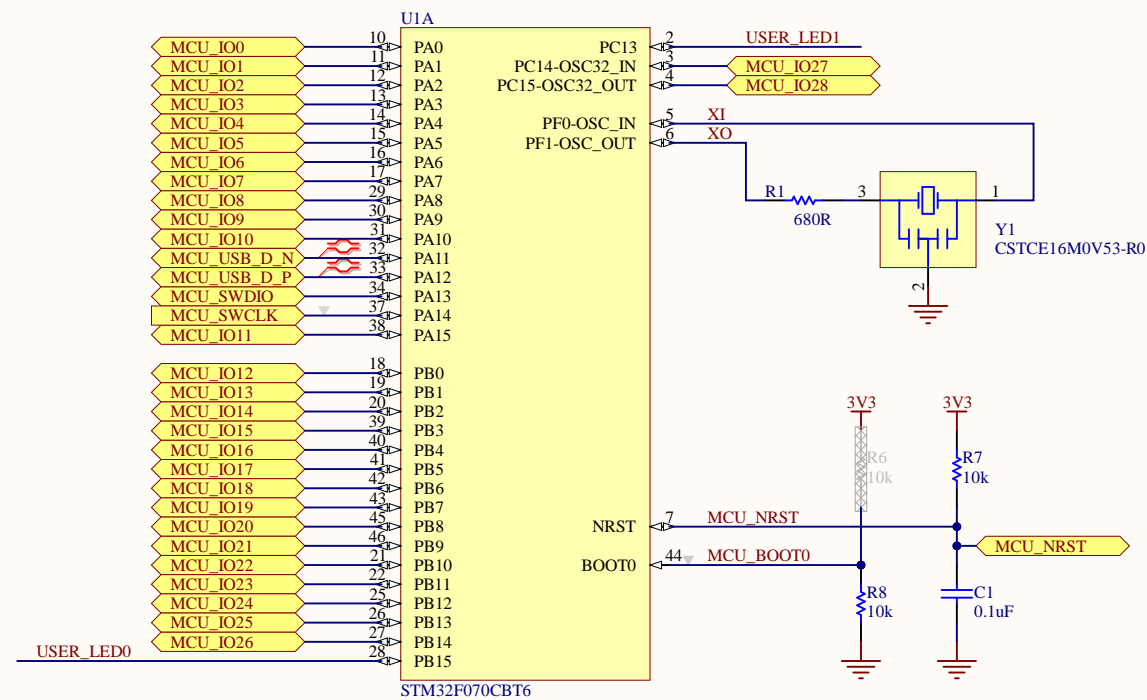 U1A
MCU_IO0 10 PA0
MCU_IO1 11 PA1
MCU_IO2 12 PA2
MCU_IO3 13 PA3
MCU_IO4 14 PA4
MCU_IO5 15 PA5
MCU_IO6 16 PA6
MCU_IO7 17 PA7
MCU_IO8 29 PA8
MCU_IO9 30 PA9
MCU_IO10 31 PA10
MCU_USB_D_N 32 PA11
MCU_USB_D_P 33 PA12
MCU_SWDIO 34 PA13
MCU_SWCLK 37 PA14
MCU_IO11 38 PA15
MCU_IO12 18 PB0
MCU_IO13 19 PB1
MCU_IO14 20 PB2
MCU_IO15 39 PB3
MCU_IO16 40 PB4
MCU_IO17 41 PB5
MCU_IO18 42 PB6
MCU_IO19 43 PB7
MCU_IO20 45 PB8
MCU_IO21 46 PB9
MCU_IO22 21 PB10
MCU_IO23 22 PB11
MCU_IO24 25 PB12
MCU_IO25 26 PB13
MCU_IO26 27 PB14
USER_LED0 28 PB15
PC13 2 USER_LED1
PC14-OSC32_IN 3 MCU_IO27
PC15-OSC32_OUT 4 MCU_IO28
PF0-OSC_IN 5 XI
PF1-OSC_OUT 6 XO
R1
680R
3
1
2
Y1
CSTCE16M0V53-R0
3V3
3V3
R6
10k
R7
10k
NRST 7 MCU_NRST
MCU_NRST
BOOT0 44 MCU_BOOT0
R8
10k
C1
0.1uF
STM32F070CBT6